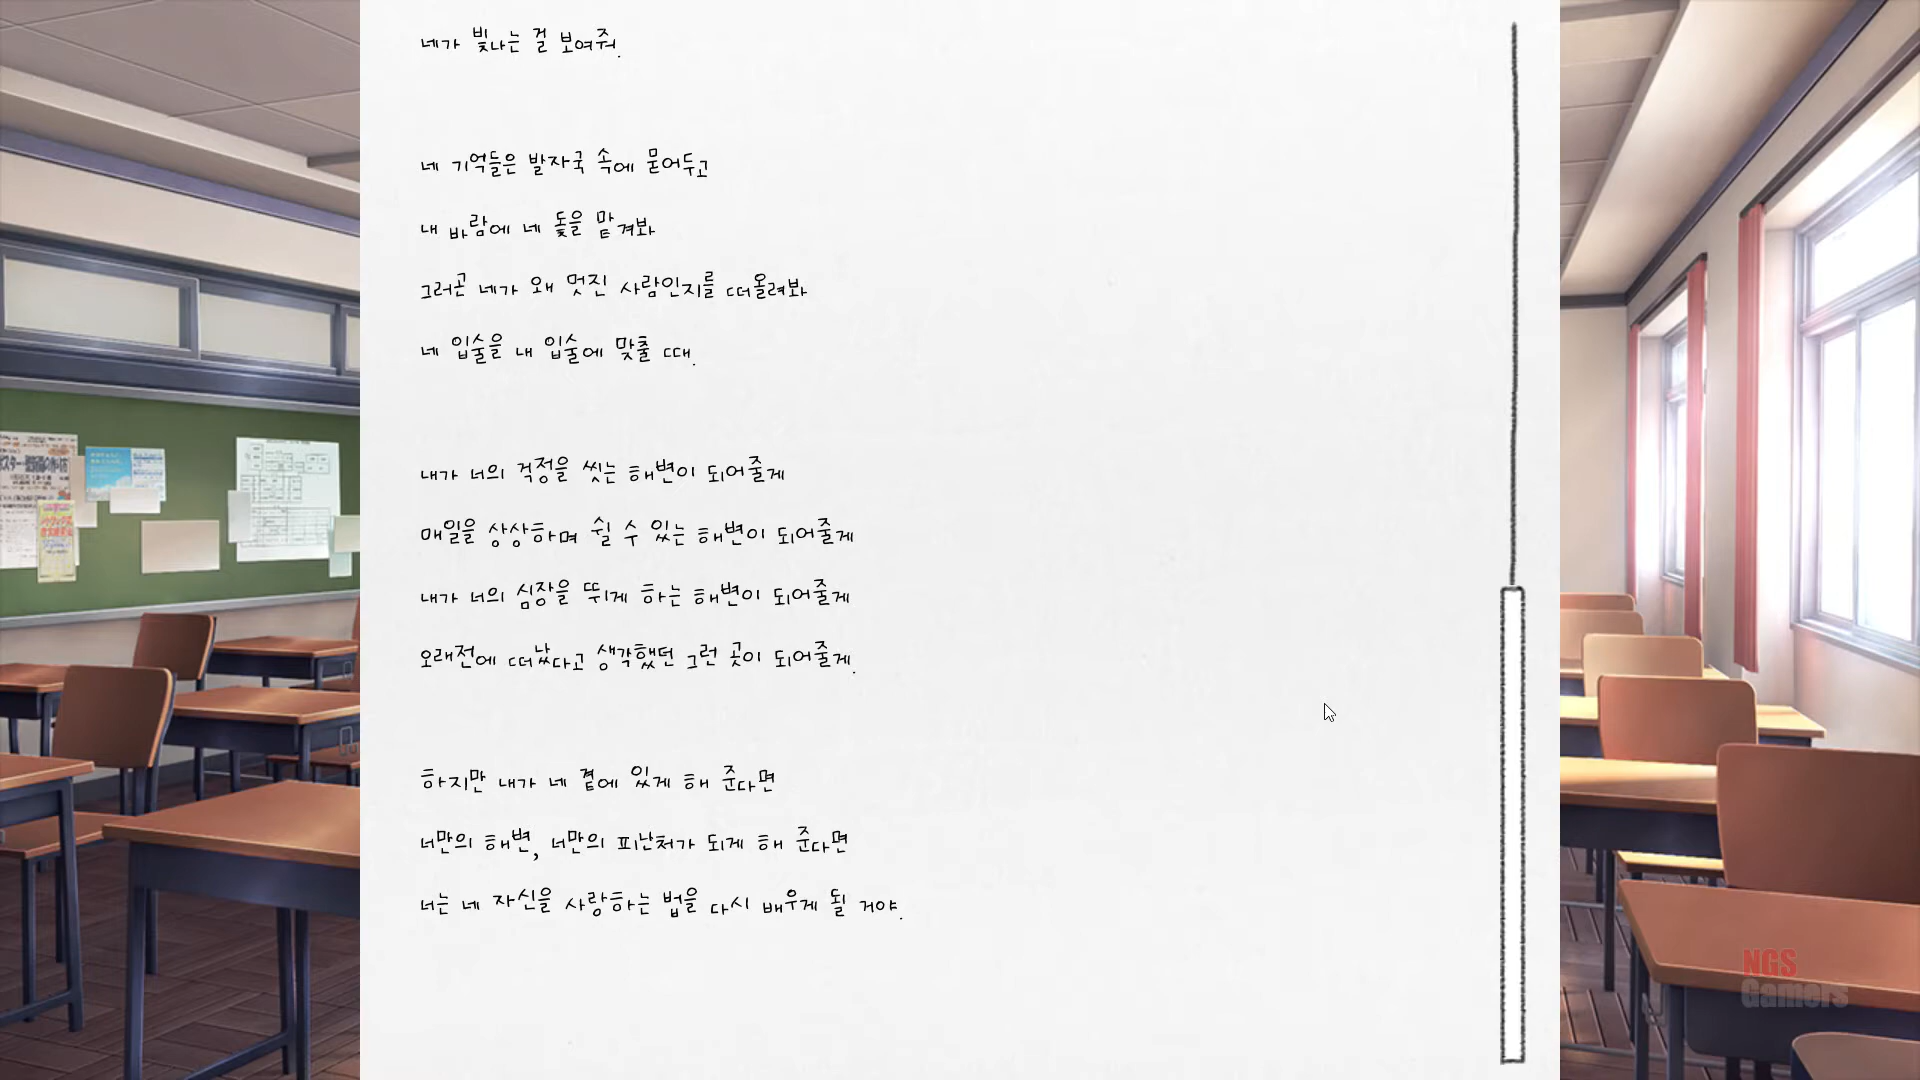 네가 빛나는 걸 보여줘.
네 기억들은 발자국 속에 묻어두고
내 바람에 네 돛을 맡겨봐
그러곤 네가 왜 멋진 사람인지를 떠올려봐
네 입술을 내 입술에 맞출 때.
내가 너의 걱정을 씻는 해변이 되어줄게
매일을 상상하며 쉴 수 있는 해변이 되어줄게
내가 너의 심장을 뛰게 하는 해변이 되어줄게
오래전에 떠났다고 생각했던 그런 곳이 되어줄게.
하지만 내가 네 곁에 있게 해 준다면
너만의 해변, 너만의 피난처가 되게 해 준다면
너는 네 자신을 사랑하는 법을 다시 배우게 될 거야.
NGS
Gamers